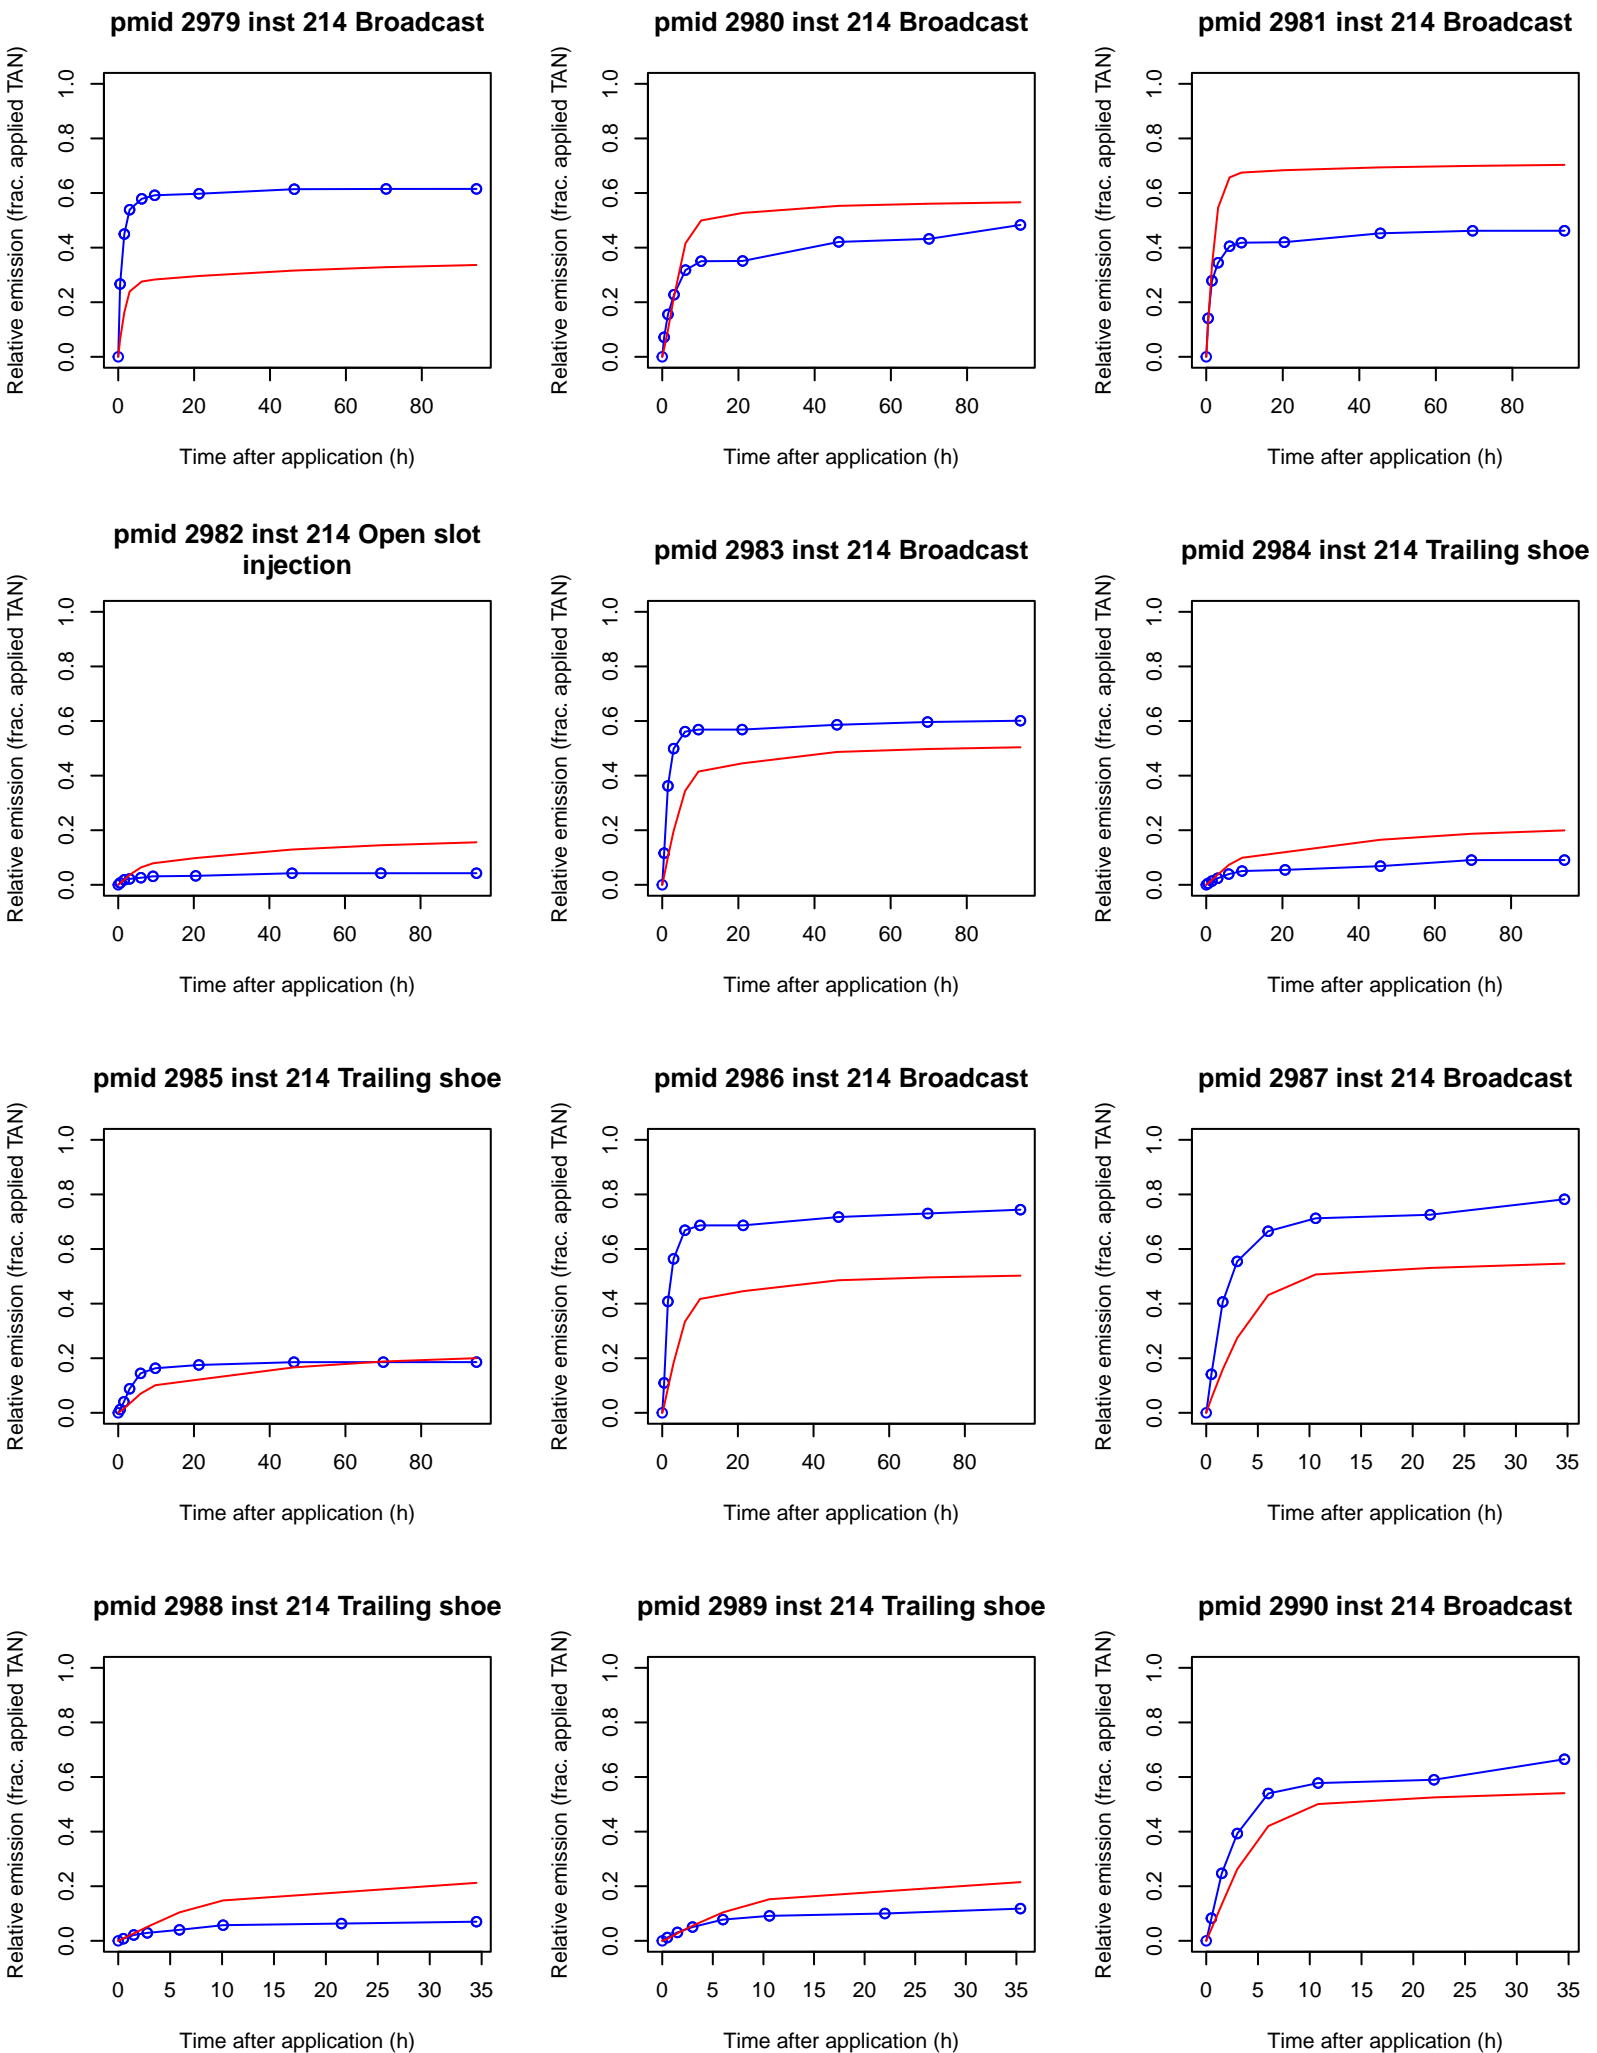 pmid 2979 inst 214 Broadcast
Relative emission (frac. applied TAN)
1.0
0.8
0.6
0.4
0.2
0.0
0 20 40 60 80
Time after application (h)
pmid 2980 inst 214 Broadcast
Relative emission (frac. applied TAN)
1.0
0.8
0.6
0.4
0.2
0.0
0 20 40 60 80
Time after application (h)
pmid 2981 inst 214 Broadcast
Relative emission (frac. applied TAN)
1.0
0.8
0.6
0.4
0.2
0.0
0 20 40 60 80
Time after application (h)
pmid 2982 inst 214 Open slot
injection
Relative emission (frac. applied TAN)
1.0
0.8
0.6
0.4
0.2
0.0
0 20 40 60 80
Time after application (h)
pmid 2983 inst 214 Broadcast
Relative emission (frac. applied TAN)
1.0
0.8
0.6
0.4
0.2
0.0
0 20 40 60 80
Time after application (h)
pmid 2984 inst 214 Trailing shoe
Relative emission (frac. applied TAN)
1.0
0.8
0.6
0.4
0.2
0.0
0 20 40 60 80
Time after application (h)
pmid 2985 inst 214 Trailing shoe
Relative emission (frac. applied TAN)
1.0
0.8
0.6
0.4
0.2
0.0
0 20 40 60 80
Time after application (h)
pmid 2986 inst 214 Broadcast
Relative emission (frac. applied TAN)
1.0
0.8
0.6
0.4
0.2
0.0
0 20 40 60 80
Time after application (h)
pmid 2987 inst 214 Broadcast
Relative emission (frac. applied TAN)
1.0
0.8
0.6
0.4
0.2
0.0
0 5 10 15 20 25 30 35
Time after application (h)
pmid 2988 inst 214 Trailing shoe
Relative emission (frac. applied TAN)
1.0
0.8
0.6
0.4
0.2
0.0
0 5 10 15 20 25 30 35
Time after application (h)
pmid 2989 inst 214 Trailing shoe
Relative emission (frac. applied TAN)
1.0
0.8
0.6
0.4
0.2
0.0
0 5 10 15 20 25 30 35
Time after application (h)
pmid 2990 inst 214 Broadcast
Relative emission (frac. applied TAN)
1.0
0.8
0.6
0.4
0.2
0.0
0 5 10 15 20 25 30 35
Time after application (h)